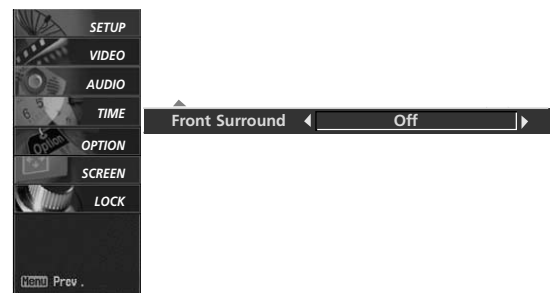 SETUP
VIDEO
AUDIO
TIME
OPTION
SCREEN
LOCK
Front Surround Off
Menu Prev.